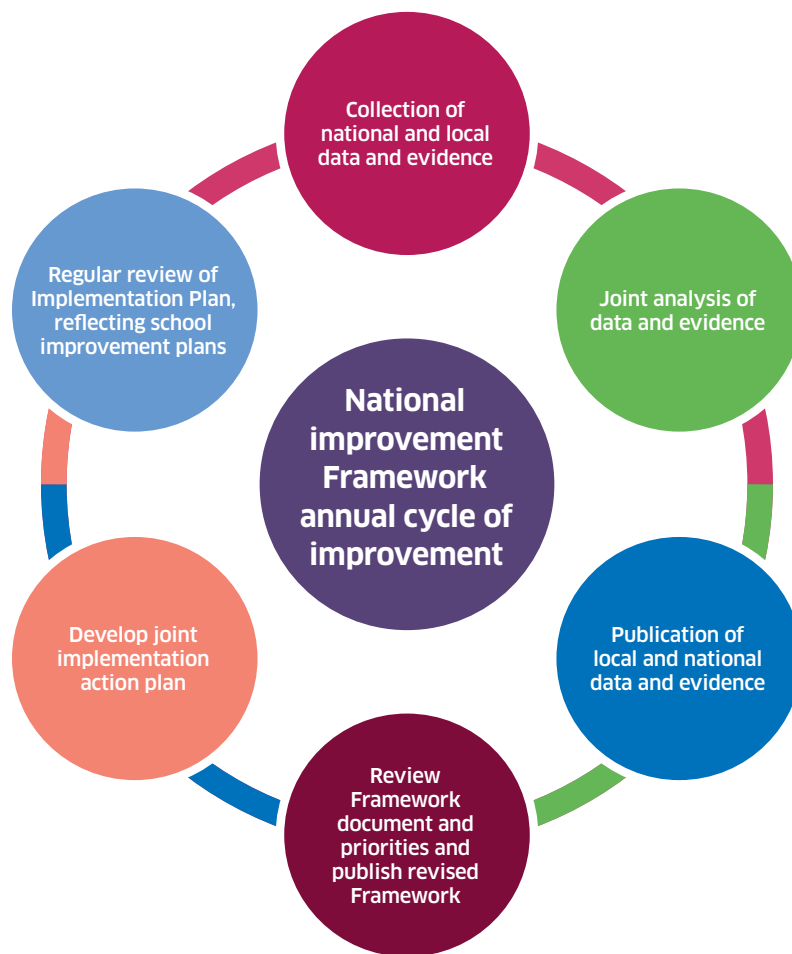 Collection of
national and local
data and evidence
Joint analysis of
data and evidence
Publication of
local and national
data and evidence
Review
Framework
document and
priorities and
publish revised
Framework
Develop joint
implementation
action plan
Regular review of
Implementation Plan,
reflecting school
improvement plans
National
improvement
Framework
annual cycle of
improvement